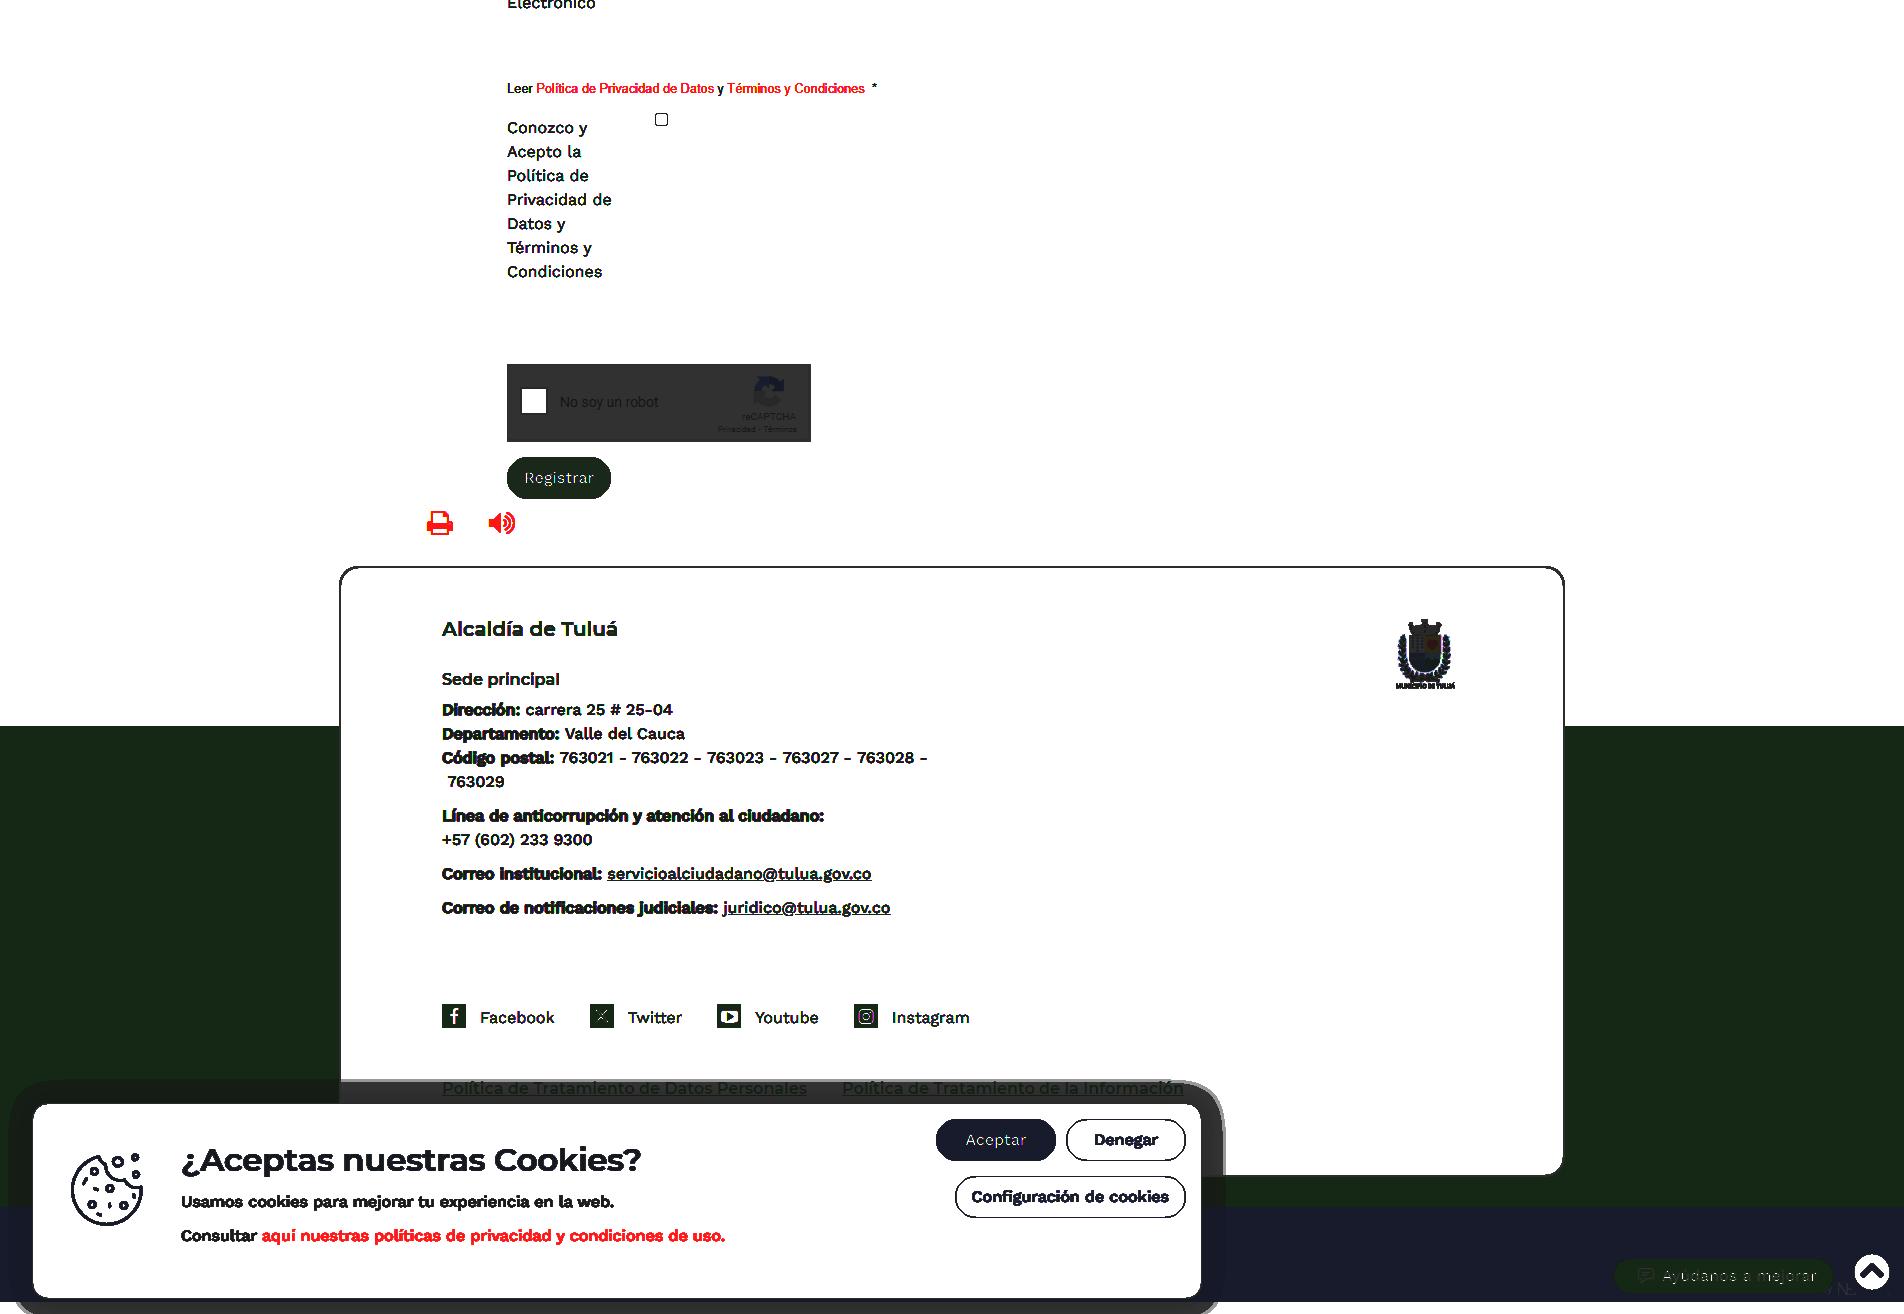 Electrónico
Leer Política de Privacidad de Datos y Términos y Condiciones *
Conozco y
Acepto la
Política de
Privacidad de
Datos y
Términos y
Condiciones
No soy un robot
reCAPTCHA
Privacidad - Términos
Registrar
Alcaldía de Tuluá
MUNICIPIO DE TULUÁ
Sede principal
Dirección: carrera 25 # 25-04
Departamento: Valle del Cauca
Código postal: 763021 - 763022 - 763023 - 763027 - 763028 -
763029
Línea de anticorrupción y atención al ciudadano:
+57 (602) 233 9300
Correo institucional: servicioalciudadano@tulua.gov.co
Correo de notificaciones judiciales: juridico@tulua.gov.co
Facebook Twitter Youtube Instagram
Política de Tratamiento de Datos Personales Política de Tratamiento de la Información
¿Aceptas nuestras Cookies?
Usamos cookies para mejorar tu experiencia en la web.
Consultar aquí nuestras políticas de privacidad y condiciones de uso.
Aceptar Denegar
Configuración de cookies
Ayúdanos a mejorar